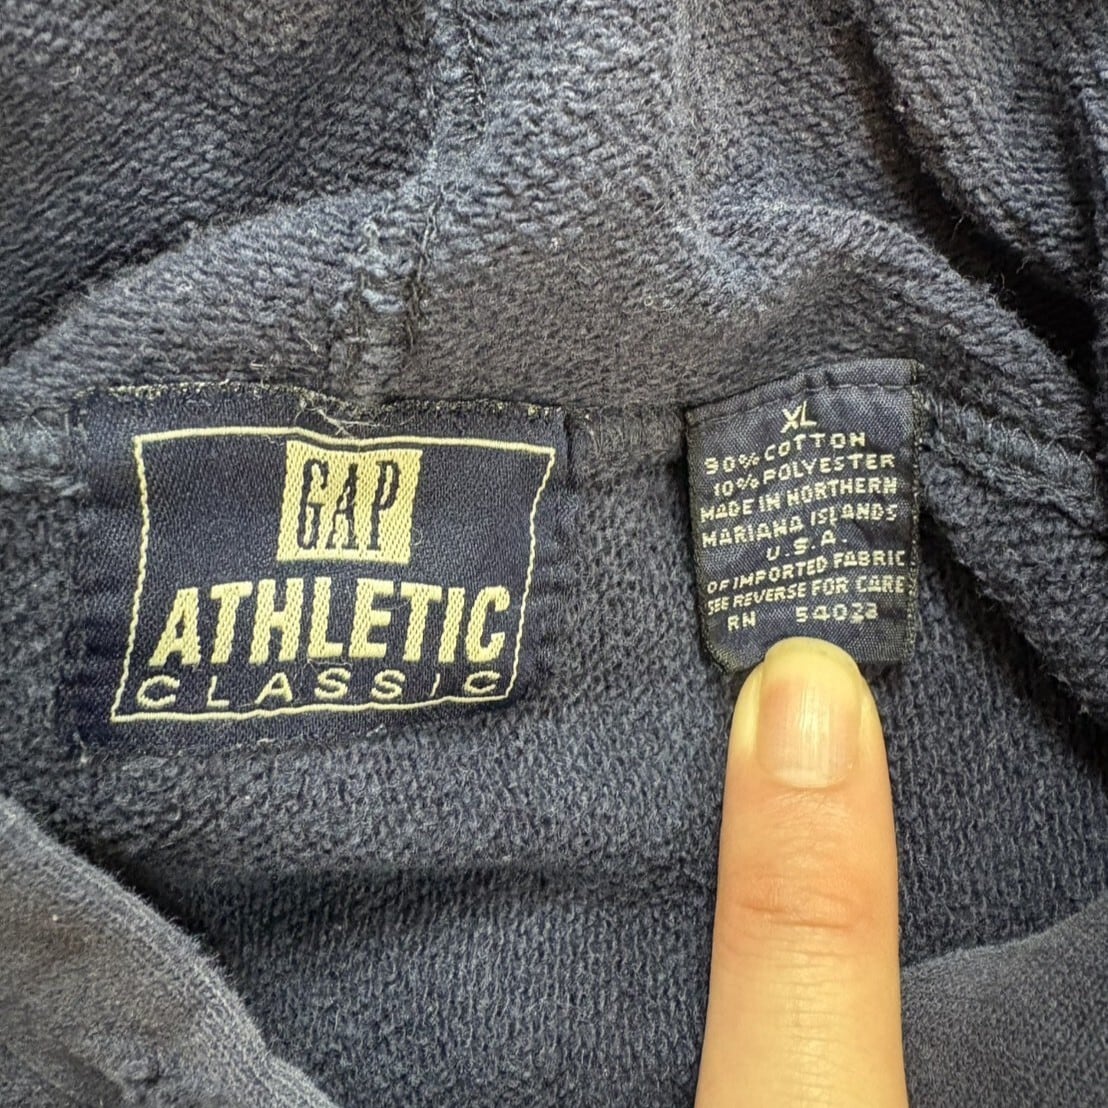 GAP
ATHLETIC
CLASSIC
XL
90% COTTON
10% POLYESTER
MADE IN NORTHERN
MARIANA ISLANDS
U.S.A.
OF IMPORTED FABRIC
SEE REVERSE FOR CARE
RN 54023